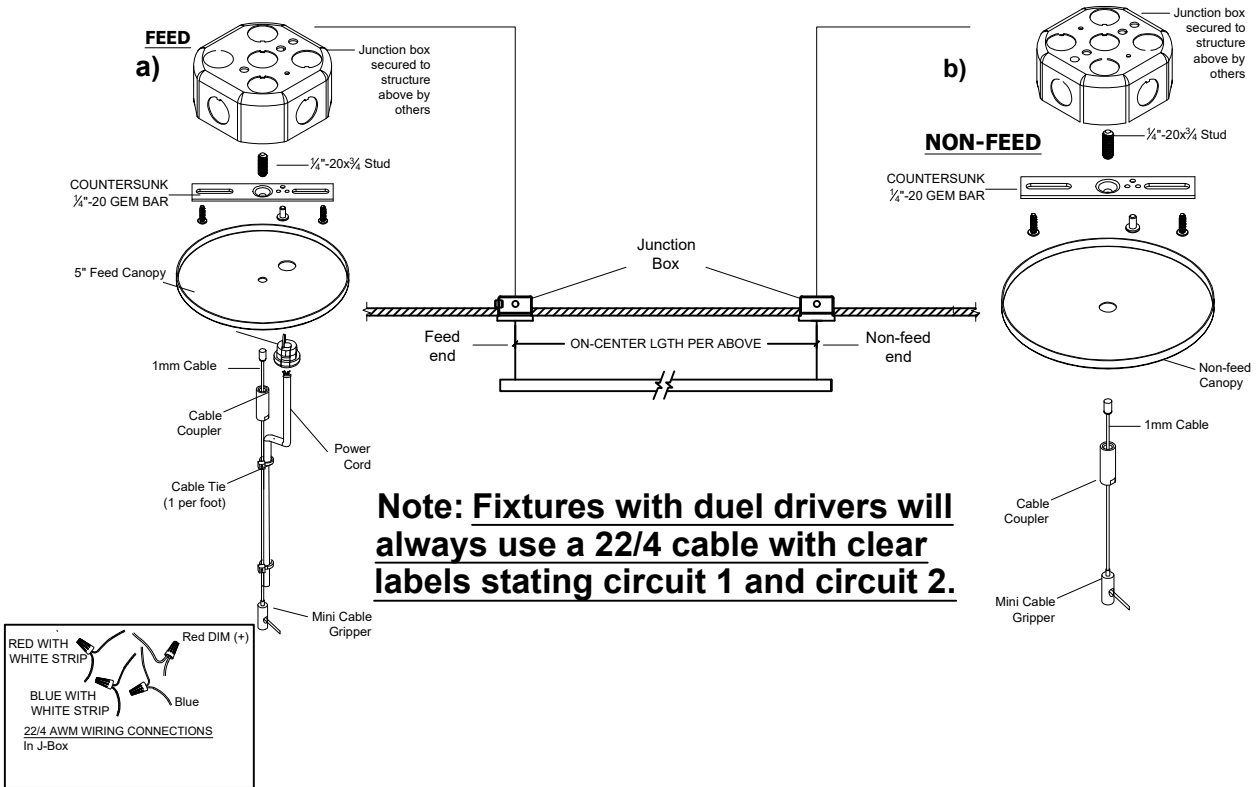 FEED
a)
Junction box
secured to
structure
above by
others
¼"-20x¾ Stud
COUNTERSUNK
¼"-20 GEM BAR
5" Feed Canopy
1mm Cable
Cable
Coupler
Power
Cord
Cable Tie
(1 per foot)
Mini Cable
Gripper
Junction
Box
Feed
end
ON-CENTER LGTH PER ABOVE
Non-feed
end
b)
Junction box
secured to
structure
above by
others
NON-FEED
¼"-20x¾ Stud
COUNTERSUNK
¼"-20 GEM BAR
Non-feed
Canopy
1mm Cable
Cable
Coupler
Mini Cable
Gripper
Note: Fixtures with duel drivers will
always use a 22/4 cable with clear
labels stating circuit 1 and circuit 2.
RED WITH
WHITE STRIP
Red DIM (+)
BLUE WITH
WHITE STRIP
Blue
22/4 AWM WIRING CONNECTIONS
In J-Box